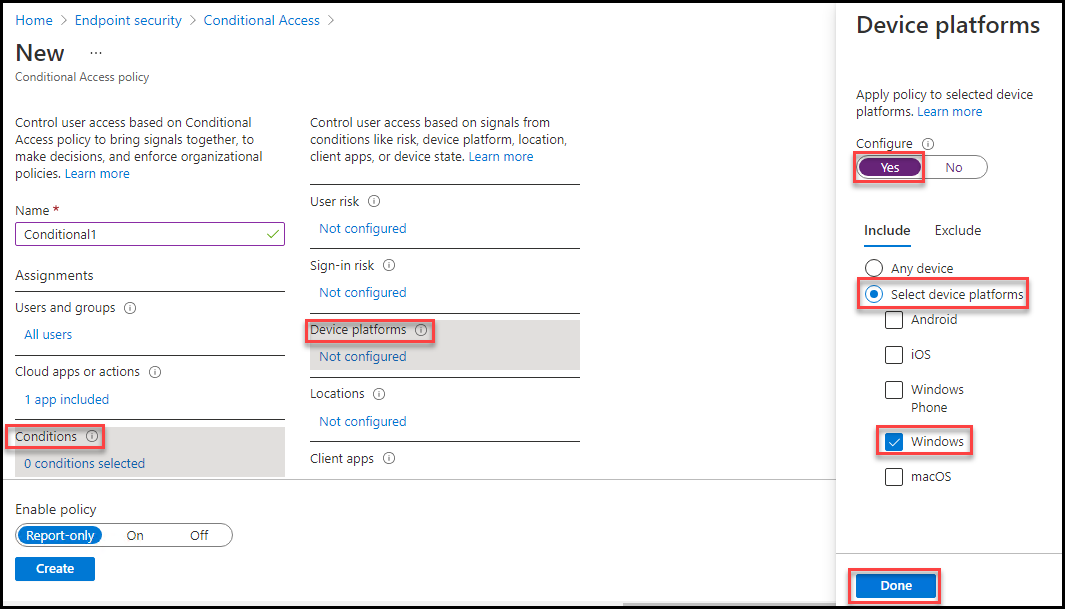 Home > Endpoint security > Conditional Access >
New ...
Conditional Access policy
Control user access based on Conditional
Access policy to bring signals together, to
make decisions, and enforce organizational
policies. Learn more
Name *
Conditional1
Assignments
Users and groups
All users
Cloud apps or actions
1 app included
Conditions
0 conditions selected
Control user access based on signals from
conditions like risk, device platform, location,
client apps, or device state. Learn more
User risk
Not configured
Sign-in risk
Not configured
Device platforms
Not configured
Locations
Not configured
Client apps
Enable policy
Report-only On Off
Create
Device platforms
Apply policy to selected device
platforms. Learn more
Configure
Yes No
Include Exclude
Any device
Select device platforms
Android
iOS
Windows
Phone
Windows
macOS
Done